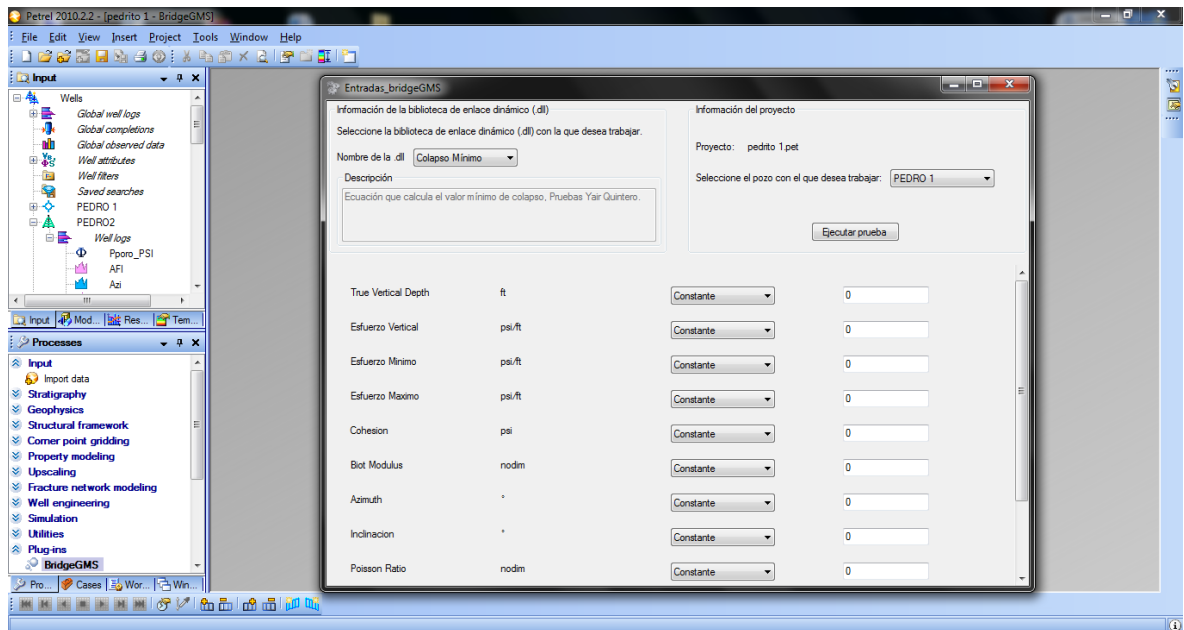 Petrel 2010.2.2 - [pedrito 1 - BridgeGMS]
File Edit View Insert Project Tools Window Help
Input
Wells
Global well logs
Global completions
Global observed data
Well attributes
Well filters
Saved searches
PEDRO 1
PEDRO2
Well logs
Pporo_PSI
AFI
Azi
Input Mod... Res... Tem...
Processes
Input
Import data
Stratigraphy
Geophysics
Structural framework
Corner point gridding
Property modeling
Upscaling
Fracture network modeling
Well engineering
Simulation
Utilities
Plug-ins
BridgeGMS
Pro... Cases Wor... Win...
Entradas_bridgeGMS
Información de la biblioteca de enlace dinámico (.dll)
Seleccione la biblioteca de enlace dinámico (.dll) con la que desea trabajar.
Nombre de la .dll Colapso Mínimo
Descripción
Ecuación que calcula el valor mínimo de colapso, Pruebas Yair Quintero.
Información del proyecto
Proyecto: pedrito 1.pet
Seleccione el pozo con el que desea trabajar: PEDRO 1
Ejecutar prueba
True Vertical Depth ft Constante 0
Esfuerzo Vertical psi/ft Constante 0
Esfuerzo Minimo psi/ft Constante 0
Esfuerzo Maximo psi/ft Constante 0
Cohesion psi Constante 0
Biot Modulus nodim Constante 0
Azimuth ° Constante 0
Inclinacion ° Constante 0
Poisson Ratio nodim Constante 0